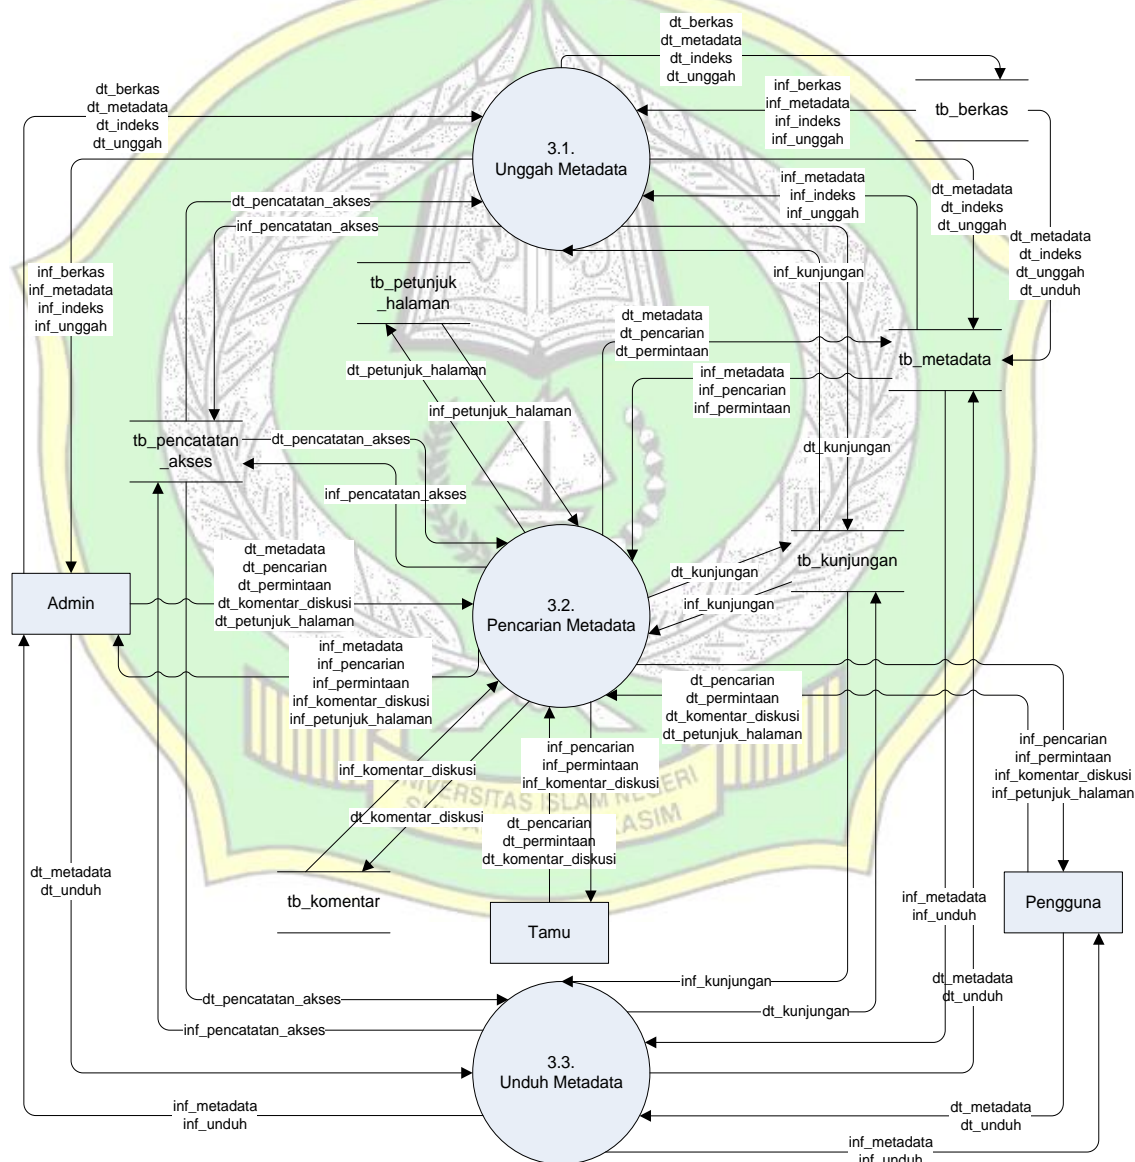 dt_berkas
dt_metadata
dt_indeks
dt_unggah
dt_berkas
dt_metadata
dt_indeks
dt_unggah
inf_berkas
inf_metadata
inf_indeks
inf_unggah
tb_berkas
3.1.
Unggah Metadata
inf_metadata
inf_indeks
inf_unggah
dt_metadata
dt_indeks
dt_unggah
dt_metadata
dt_indeks
dt_unggah
dt_unduh
dt_pencatatan_akses
inf_pencatatan_akses
inf_berkas
inf_metadata
inf_indeks
inf_unggah
tb_petunjuk
_halaman
inf_kunjungan
dt_metadata
dt_pencarian
dt_permintaan
tb_metadata
dt_petunjuk_halaman
inf_metadata
inf_pencarian
inf_permintaan
inf_petunjuk_halaman
tb_pencatatan
_akses
dt_pencatatan_akses
dt_kunjungan
inf_pencatatan_akses
dt_metadata
dt_pencarian
dt_permintaan
dt_komentar_diskusi
dt_petunjuk_halaman
tb_kunjungan
dt_kunjungan
inf_kunjungan
Admin
3.2.
Pencarian Metadata
inf_metadata
inf_pencarian
inf_permintaan
inf_komentar_diskusi
inf_petunjuk_halaman
dt_pencarian
dt_permintaan
dt_komentar_diskusi
dt_petunjuk_halaman
inf_pencarian
inf_permintaan
inf_komentar_diskusi
inf_pencarian
inf_permintaan
inf_komentar_diskusi
inf_petunjuk_halaman
inf_komentar_diskusi
dt_komentar_diskusi
dt_pencarian
dt_permintaan
dt_komentar_diskusi
UNIVERSITAS ISLAM NEGERI
KASIM
dt_metadata
dt_unduh
tb_komentar
Tamu
inf_metadata
inf_unduh
Pengguna
inf_kunjungan
dt_metadata
dt_unduh
dt_pencatatan_akses
dt_kunjungan
inf_pencatatan_akses
3.3.
Unduh Metadata
inf_metadata
inf_unduh
dt_metadata
dt_unduh
inf_metadata
inf_unduh